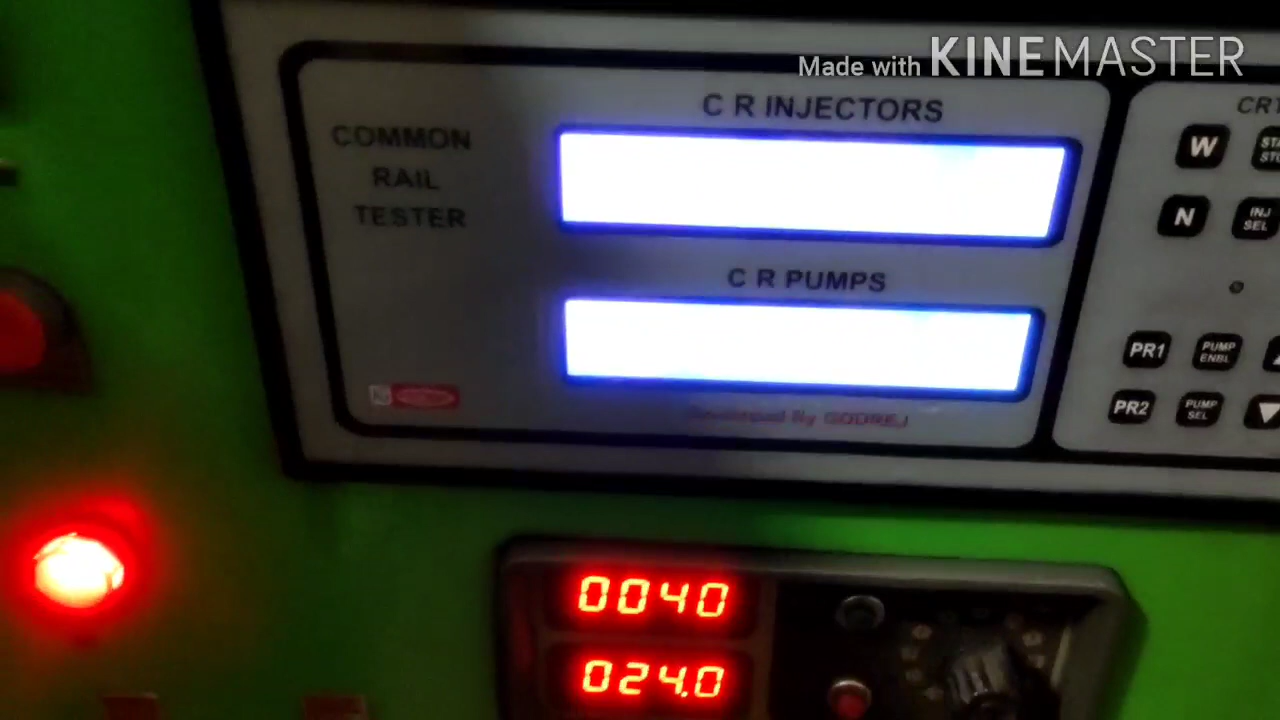 Made with KINEMASTER
C R INJECTORS
COMMON
RAIL
TESTER
C R PUMPS
Developed By GODREJ
W
N
INJ
SEL
PR1
PUMP
ENBL
PR2
PUMP
SEL
0040
024.0